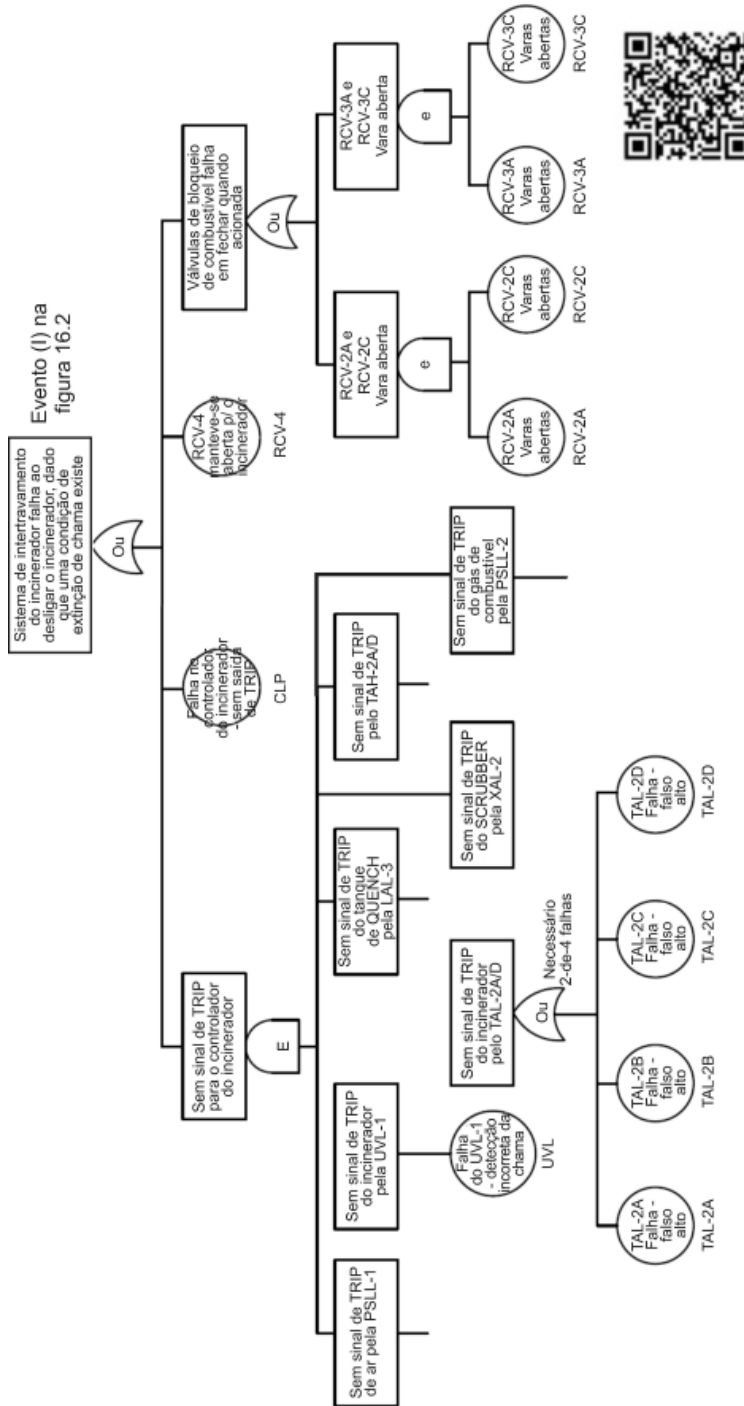 Evento (I) na
figura 16.2
Sistema de intertravamento
do incinerador falha ao
desligar o incinerador, dado
que uma condição de
extinção de chama existe
Ou
Sem sinal de TRIP
para o controlador
do incinerador
E
Falha no
controlador
do incinerador
- sem saída
de TRIP
CLP
RCV-4
manteve-se
aberta p/ o
incinerador
RCV-4
Válvulas de bloqueio
de combustível falha
em fechar quando
acionada
Ou
RCV-2A e
RCV-2C
Vara aberta
e
RCV-3A e
RCV-3C
Vara aberta
e
RCV-2A
Varas
abertas
RCV-2A
RCV-2C
Varas
abertas
RCV-2C
RCV-3A
Varas
abertas
RCV-3A
RCV-3C
Varas
abertas
RCV-3C
Sem sinal de TRIP
de ar pela PSLL-1
Sem sinal de TRIP
do incinerador
pela UVL-1
Falha
do UVL-1
- detecção
incorreta da
chama
UVL
Sem sinal de TRIP
do tanque
de QUENCH
pela LAL-3
Sem sinal de TRIP
pelo TAH-2A/D
Sem sinal de TRIP
do incinerador
pelo TAL-2A/D
Ou
Necessário
2-de-4 falhas
Sem sinal de TRIP
do SCRUBBER
pela XAL-2
Sem sinal de TRIP
do gás de
combustível
pela PSLL-2
TAL-2A
Falha -
falso
alto
TAL-2A
TAL-2B
Falha -
falso
alto
TAL-2B
TAL-2C
Falha -
falso
alto
TAL-2C
TAL-2D
Falha -
falso
alto
TAL-2D